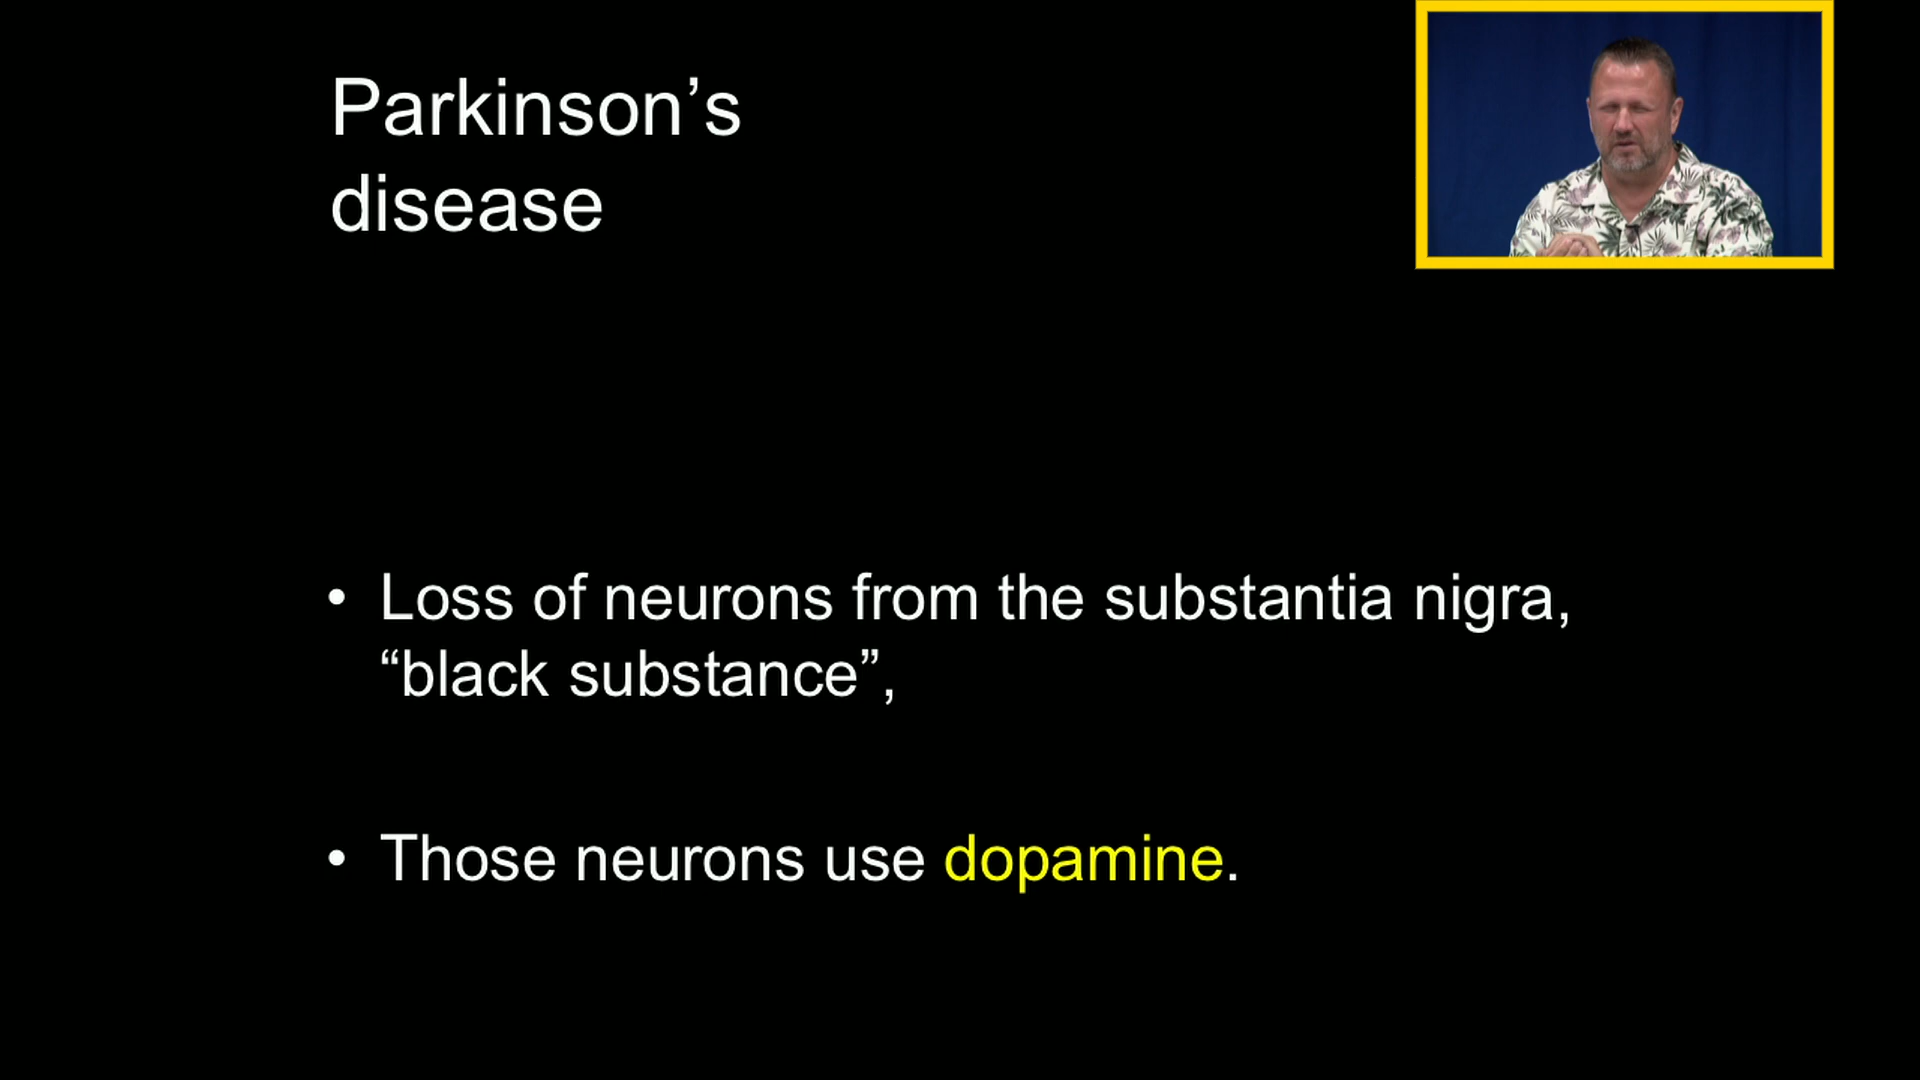 Parkinson’s
disease
• Loss of neurons from the substantia nigra,
“black substance”,
• Those neurons use dopamine.